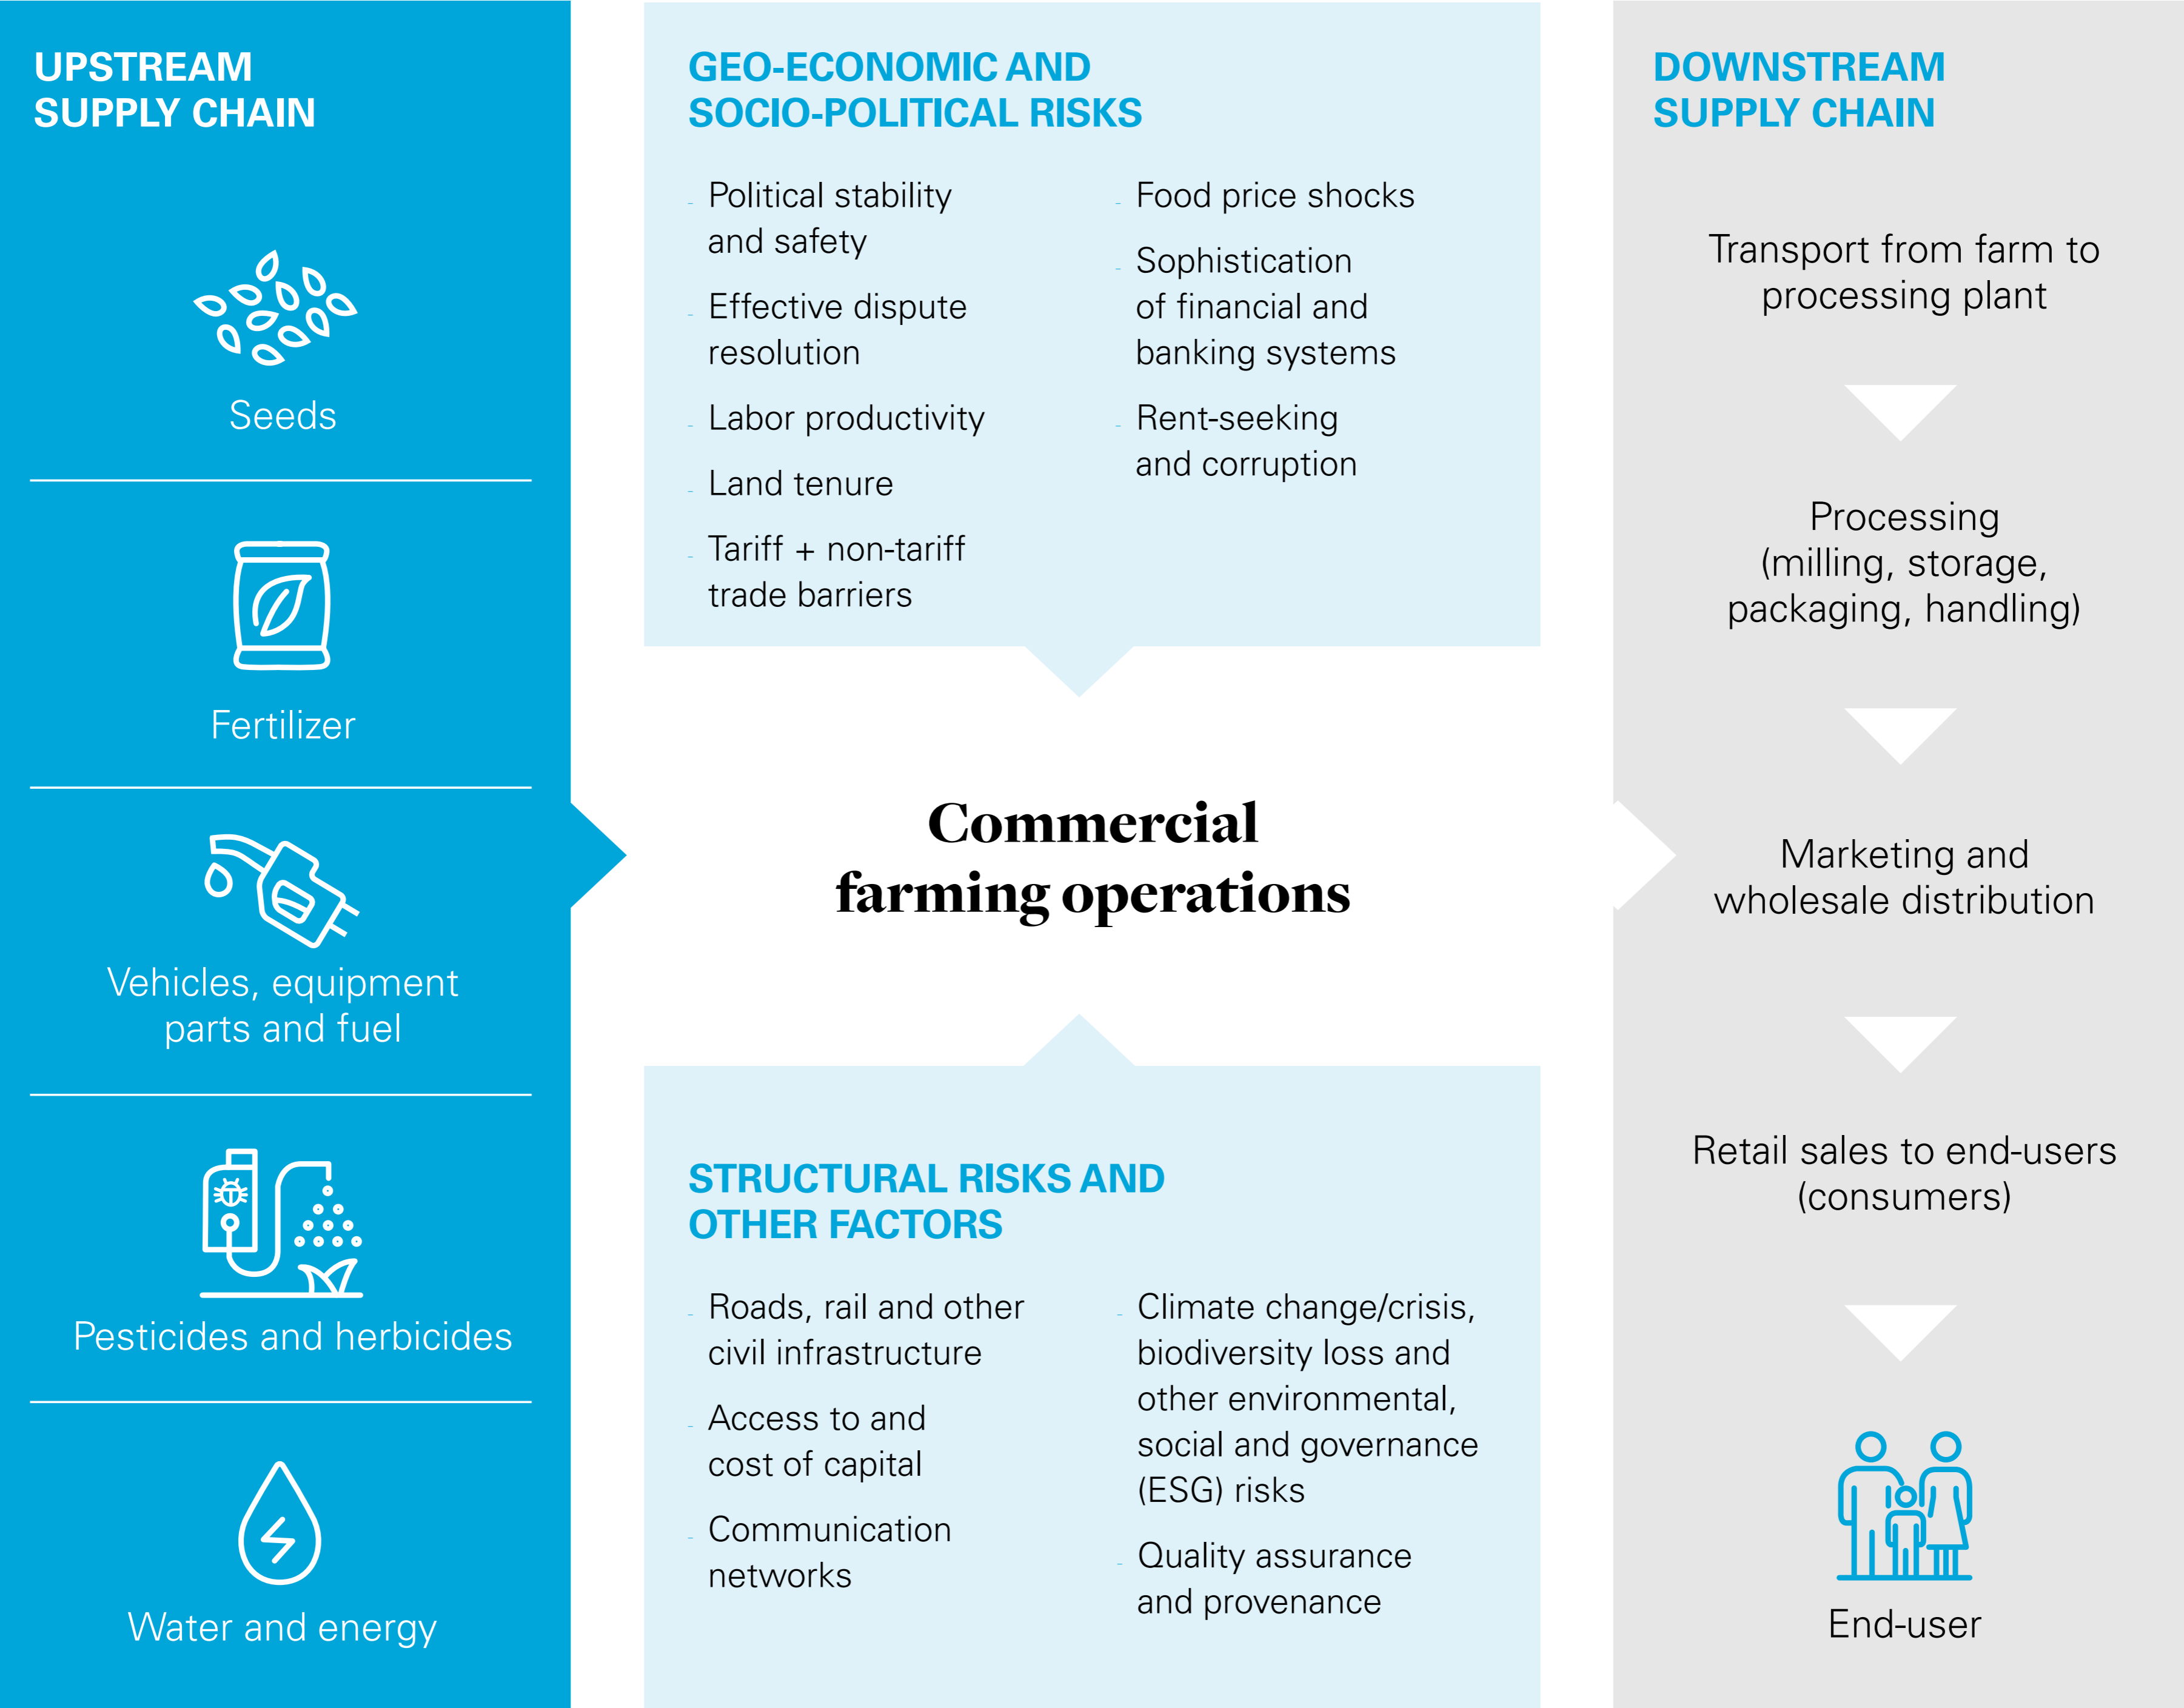 UPSTREAM
SUPPLY CHAIN
Seeds
Fertilizer
Vehicles, equipment
parts and fuel
Pesticides and herbicides
Water and energy
GEO-ECONOMIC AND
SOCIO-POLITICAL RISKS
- Political stability
and safety
- Effective dispute
resolution
- Labor productivity
- Land tenure
- Tariff + non-tariff
trade barriers
- Food price shocks
- Sophistication
of financial and
banking systems
- Rent-seeking
and corruption
Commercial
farming operations
STRUCTURAL RISKS AND
OTHER FACTORS
- Roads, rail and other
civil infrastructure
- Access to and
cost of capital
- Communication
networks
- Climate change/crisis,
biodiversity loss and
other environmental,
social and governance
(ESG) risks
- Quality assurance
and provenance
DOWNSTREAM
SUPPLY CHAIN
Transport from farm to
processing plant
Processing
(milling, storage,
packaging, handling)
Marketing and
wholesale distribution
Retail sales to end-users
(consumers)
End-user